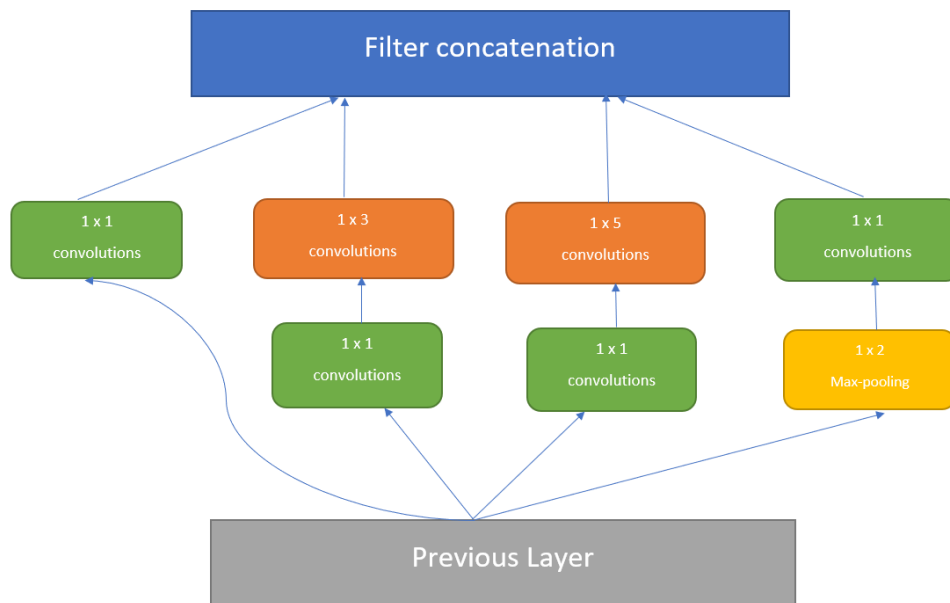 Filter concatenation
1 x 1
convolutions
1 x 3
convolutions
1 x 5
convolutions
1 x 1
convolutions
1 x 1
convolutions
1 x 1
convolutions
1 x 2
Max-pooling
Previous Layer